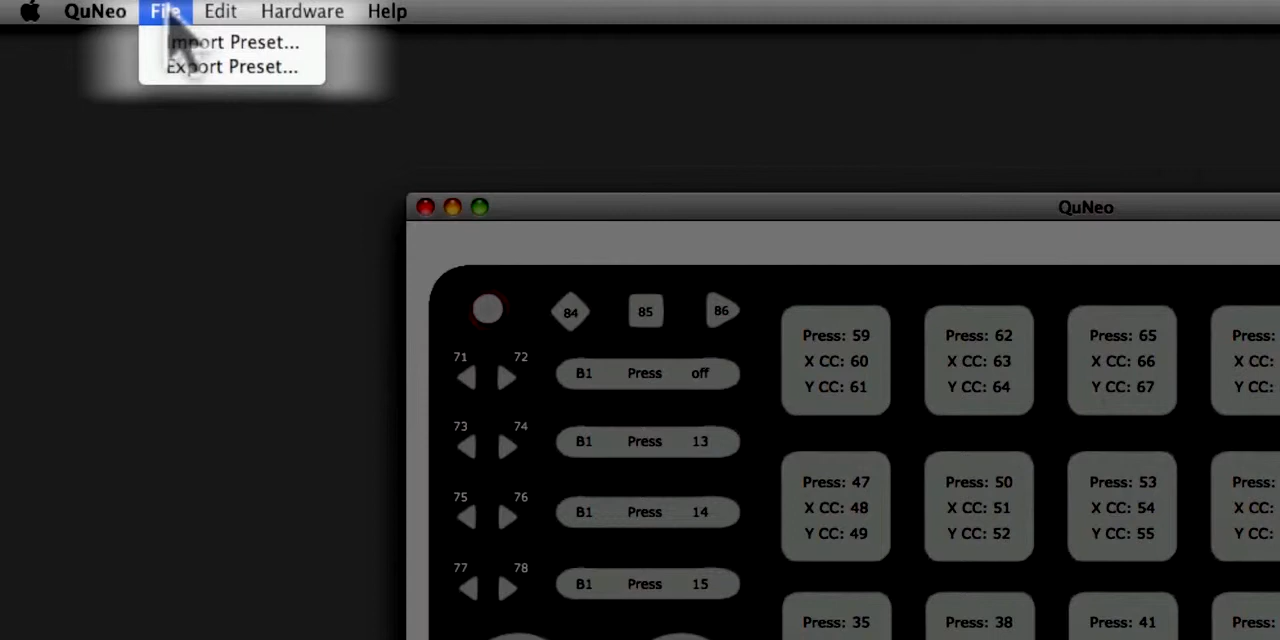 QuNeo File Edit Hardware Help
Import Preset...
Export Preset...
QuNeo
84 85 86
71 72
B1 Press off
73 74
B1 Press 13
75 76
B1 Press 14
77 78
B1 Press 15
Press: 59
X CC: 60
Y CC: 61
Press: 62
X CC: 63
Y CC: 64
Press: 65
X CC: 66
Y CC: 67
Press:
X CC:
Y CC:
Press: 47
X CC: 48
Y CC: 49
Press: 50
X CC: 51
Y CC: 52
Press: 53
X CC: 54
Y CC: 55
Press:
X CC:
Y CC:
Press: 35
Press: 38
Press: 41
Press: